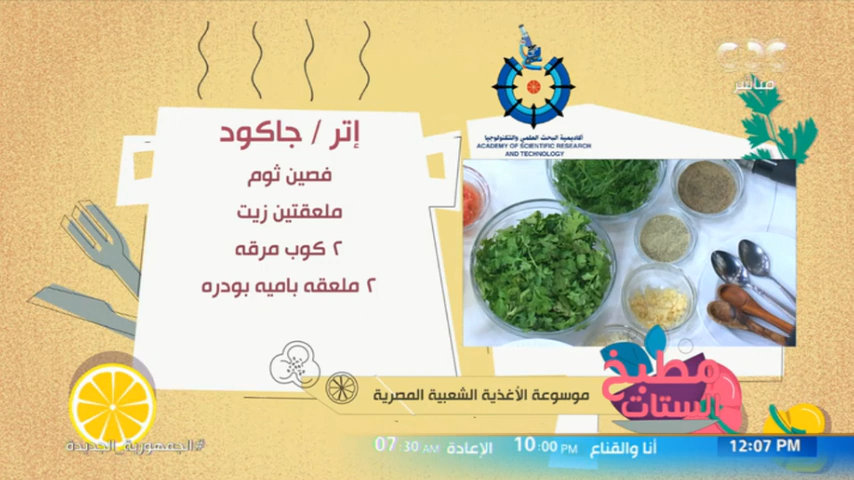 CBC
مباشر
أكاديمية البحث العلمي والتكنولوجيا
ACADEMY OF SCIENTIFIC RESEARCH
AND TECHNOLOGY
إتر / جاكود
فصين ثوم
ملعقتين زيت
٢ كوب مرقه
٢ ملعقه باميه بودره
مطبخ
الستات
موسوعة الأغذية الشعبية المصرية
#الجمهورية_الجديدة
12:07 PM
أنا والقناع 10:00 PM الإعادة 07:30 AM